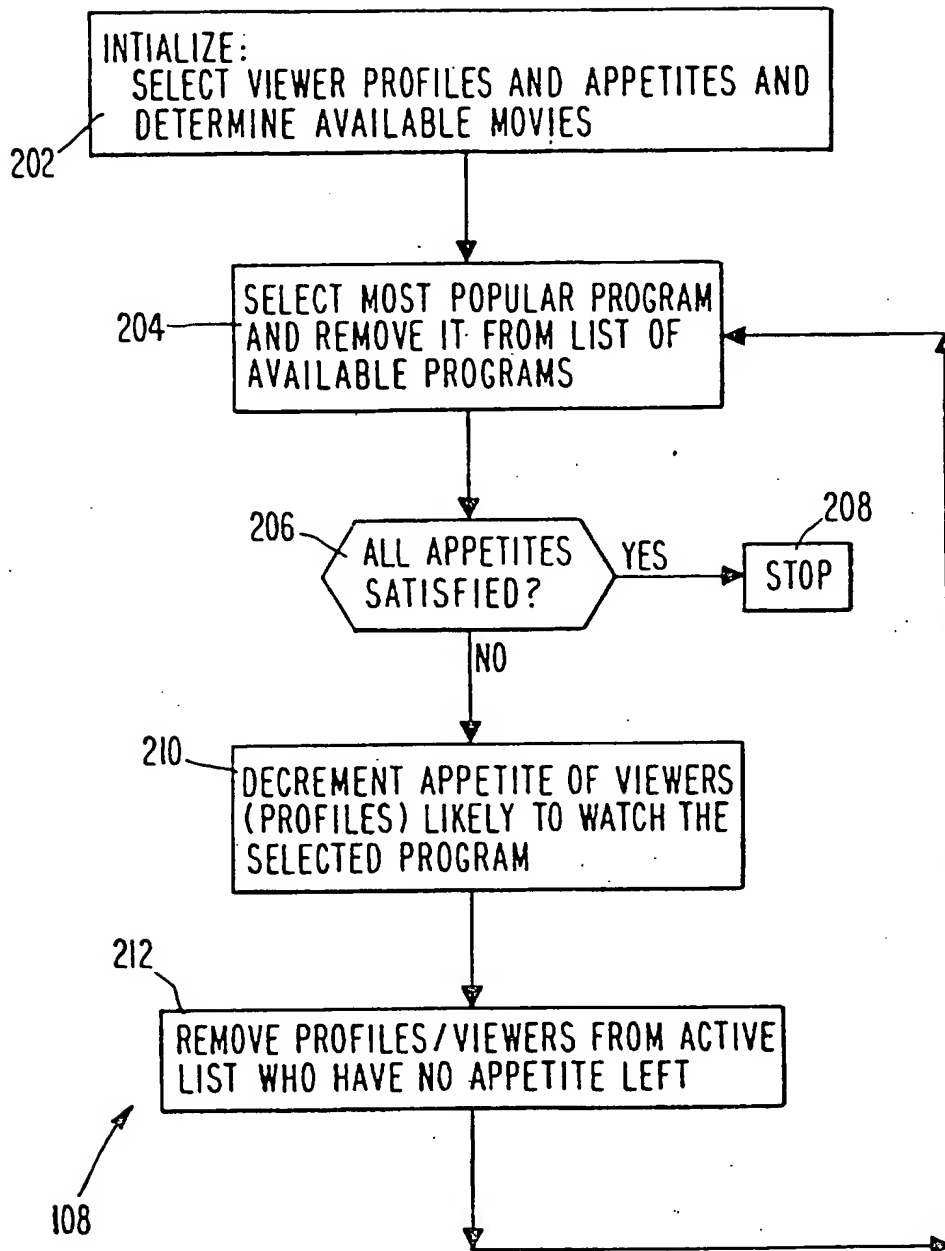 INTIALIZE:
SELECT VIEWER PROFILES AND APPETITES AND
DETERMINE AVAILABLE MOVIES
202
SELECT MOST POPULAR PROGRAM
AND REMOVE IT FROM LIST OF
AVAILABLE PROGRAMS
204
206
ALL APPETITES
SATISFIED?
YES
208
STOP
NO
210
DECREMENT APPETITE OF VIEWERS
(PROFILES) LIKELY TO WATCH THE
SELECTED PROGRAM
212
REMOVE PROFILES/VIEWERS FROM ACTIVE
LIST WHO HAVE NO APPETITE LEFT
108